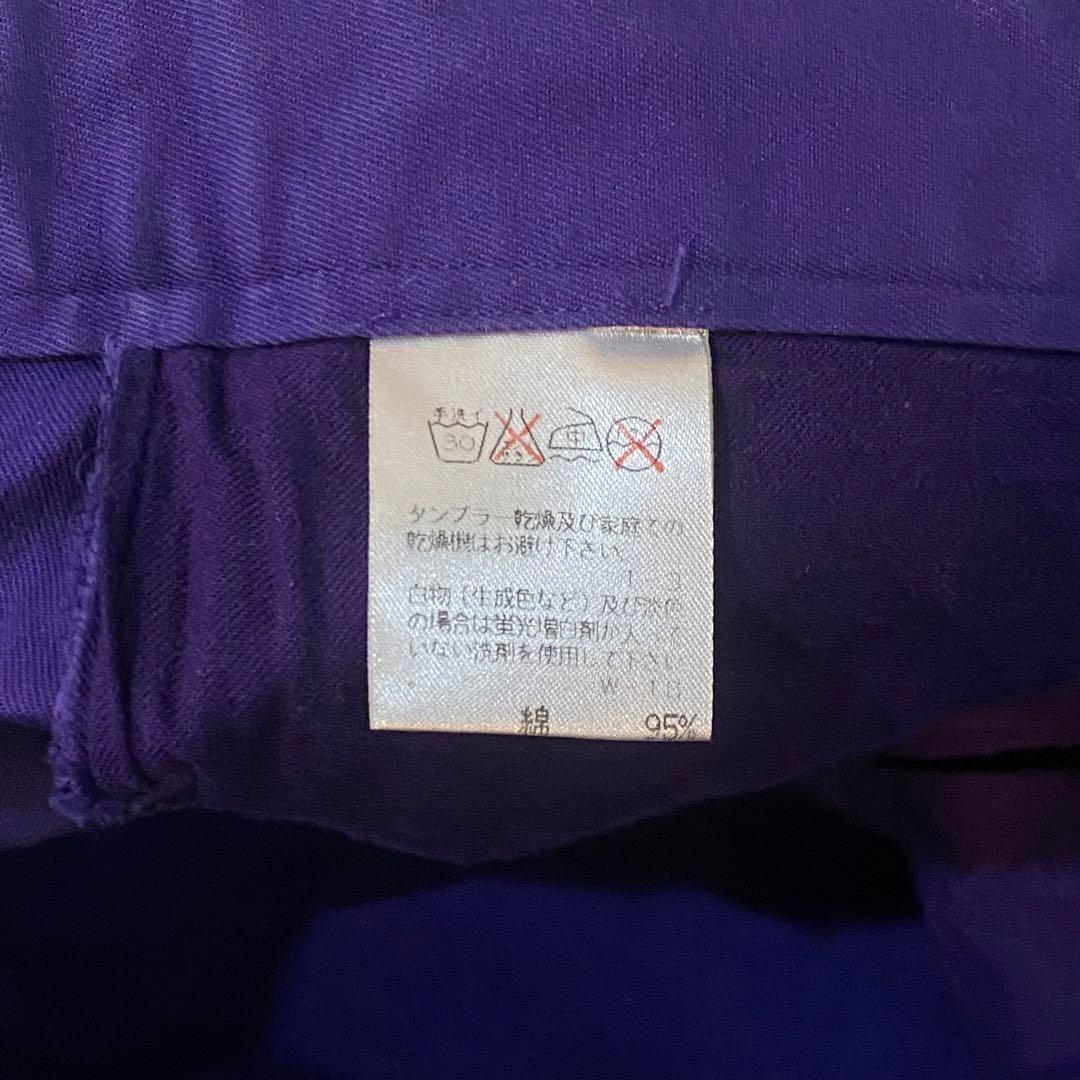 手洗イ
30 中
タンブラー乾燥及び家庭での
乾燥機はお避け下さい
T 3
白物(生成色など)及び淡色
の場合は蛍光増白剤が入って
いない洗剤を使用して下さい
W 18
綿 95%